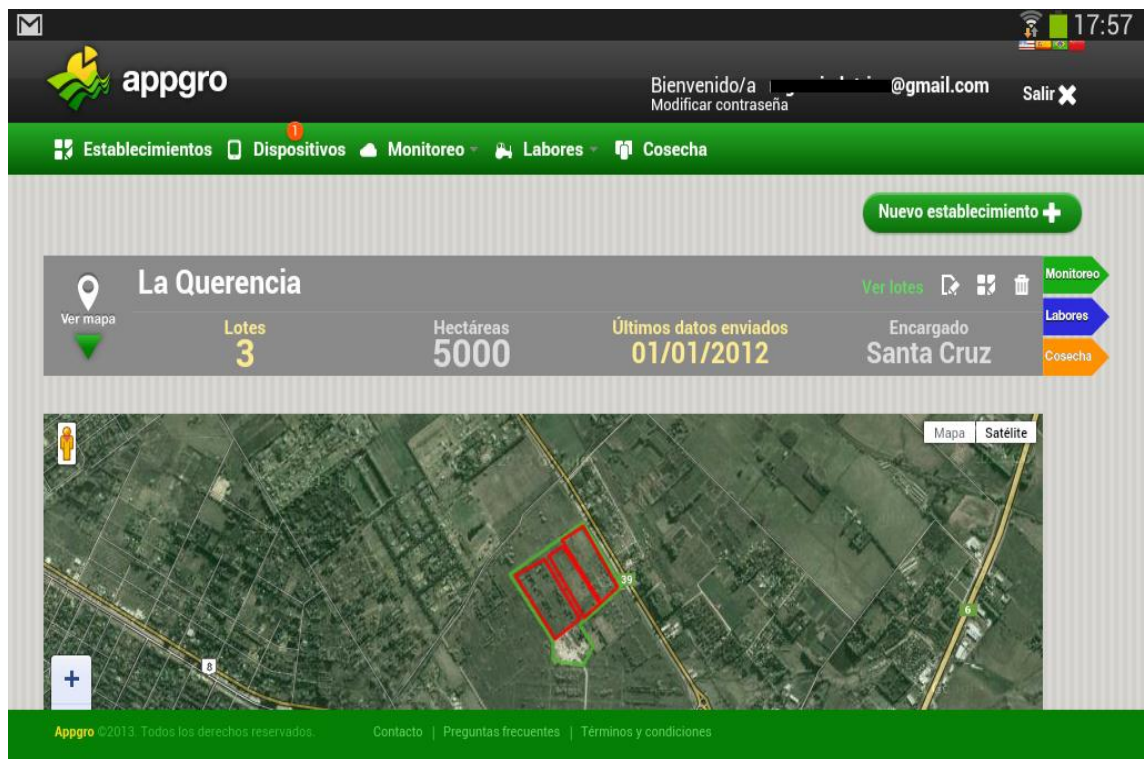 17:57
appgro
Bienvenido/a @gmail.com
Salir
Modificar contraseña
1
Establecimientos Dispositivos Monitoreo Labores Cosecha
Nuevo establecimiento
La Querencia
Ver lotes
Monitoreo
Ver mapa
Lotes Hectáreas Últimos datos enviados Encargado
Labores
3 5000 01/01/2012 Santa Cruz
Cosecha
Mapa Satélite
39
6
8
+
Appgro ©2013. Todos los derechos reservados. Contacto | Preguntas frecuentes | Términos y condiciones